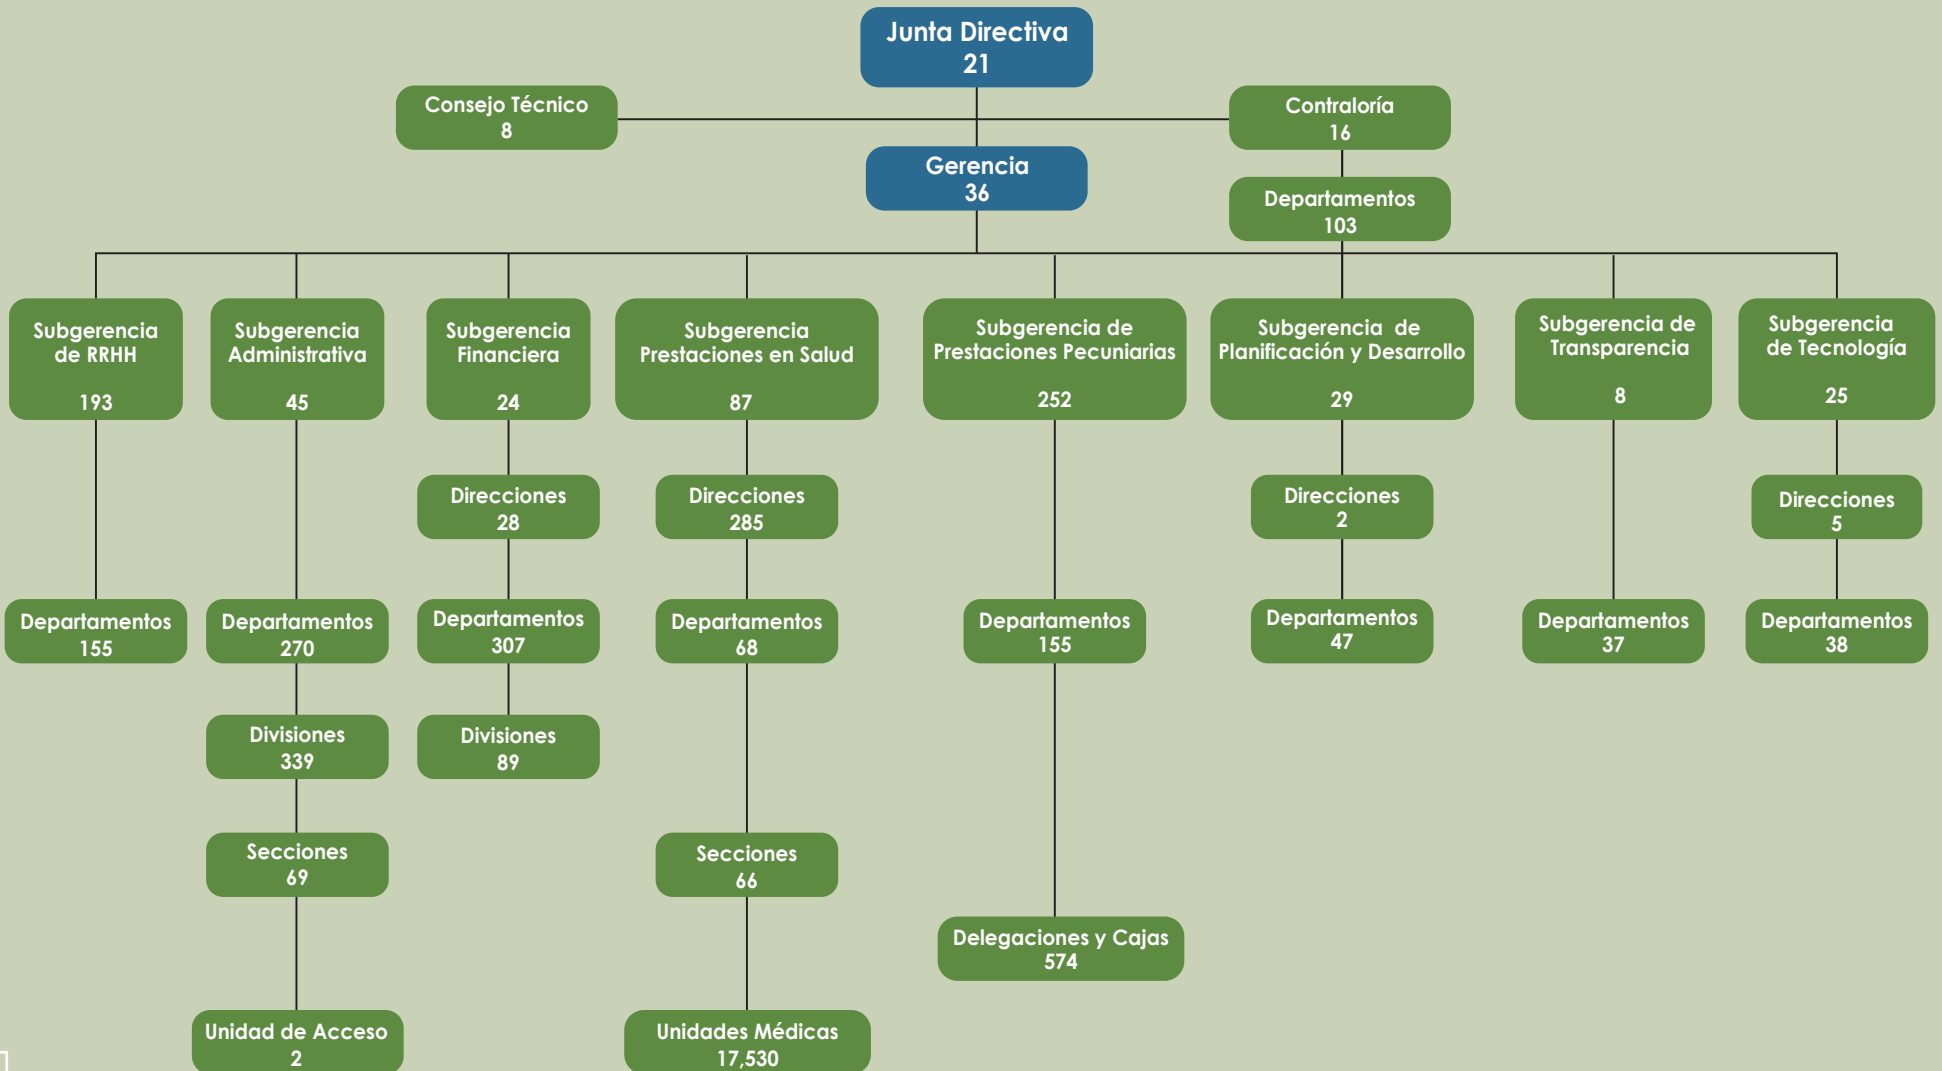 Junta Directiva
21
Consejo Técnico
8
Contraloría
16
Gerencia
36
Departamentos
103
Subgerencia
de RRHH
193
Subgerencia
Administrativa
45
Subgerencia
Financiera
24
Subgerencia
Prestaciones en Salud
87
Subgerencia de
Prestaciones Pecuniarias
252
Subgerencia de
Planificación y Desarrollo
29
Subgerencia de
Transparencia
8
Subgerencia
de Tecnología
25
Direcciones
28
Direcciones
285
Direcciones
2
Direcciones
5
Departamentos
155
Departamentos
270
Departamentos
307
Departamentos
68
Departamentos
155
Departamentos
47
Departamentos
37
Departamentos
38
Divisiones
339
Divisiones
89
Secciones
69
Secciones
66
Delegaciones y Cajas
574
Unidad de Acceso
2
Unidades Médicas
17,530